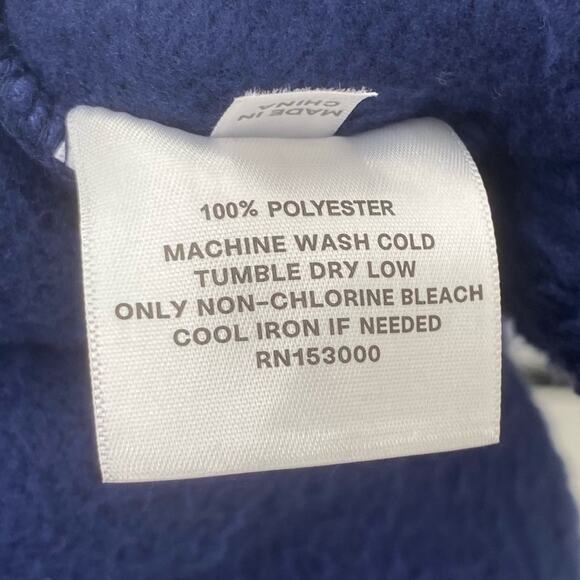 MADE IN
CHINA
100% POLYESTER
MACHINE WASH COLD
TUMBLE DRY LOW
ONLY NON-CHLORINE BLEACH
COOL IRON IF NEEDED
RN153000